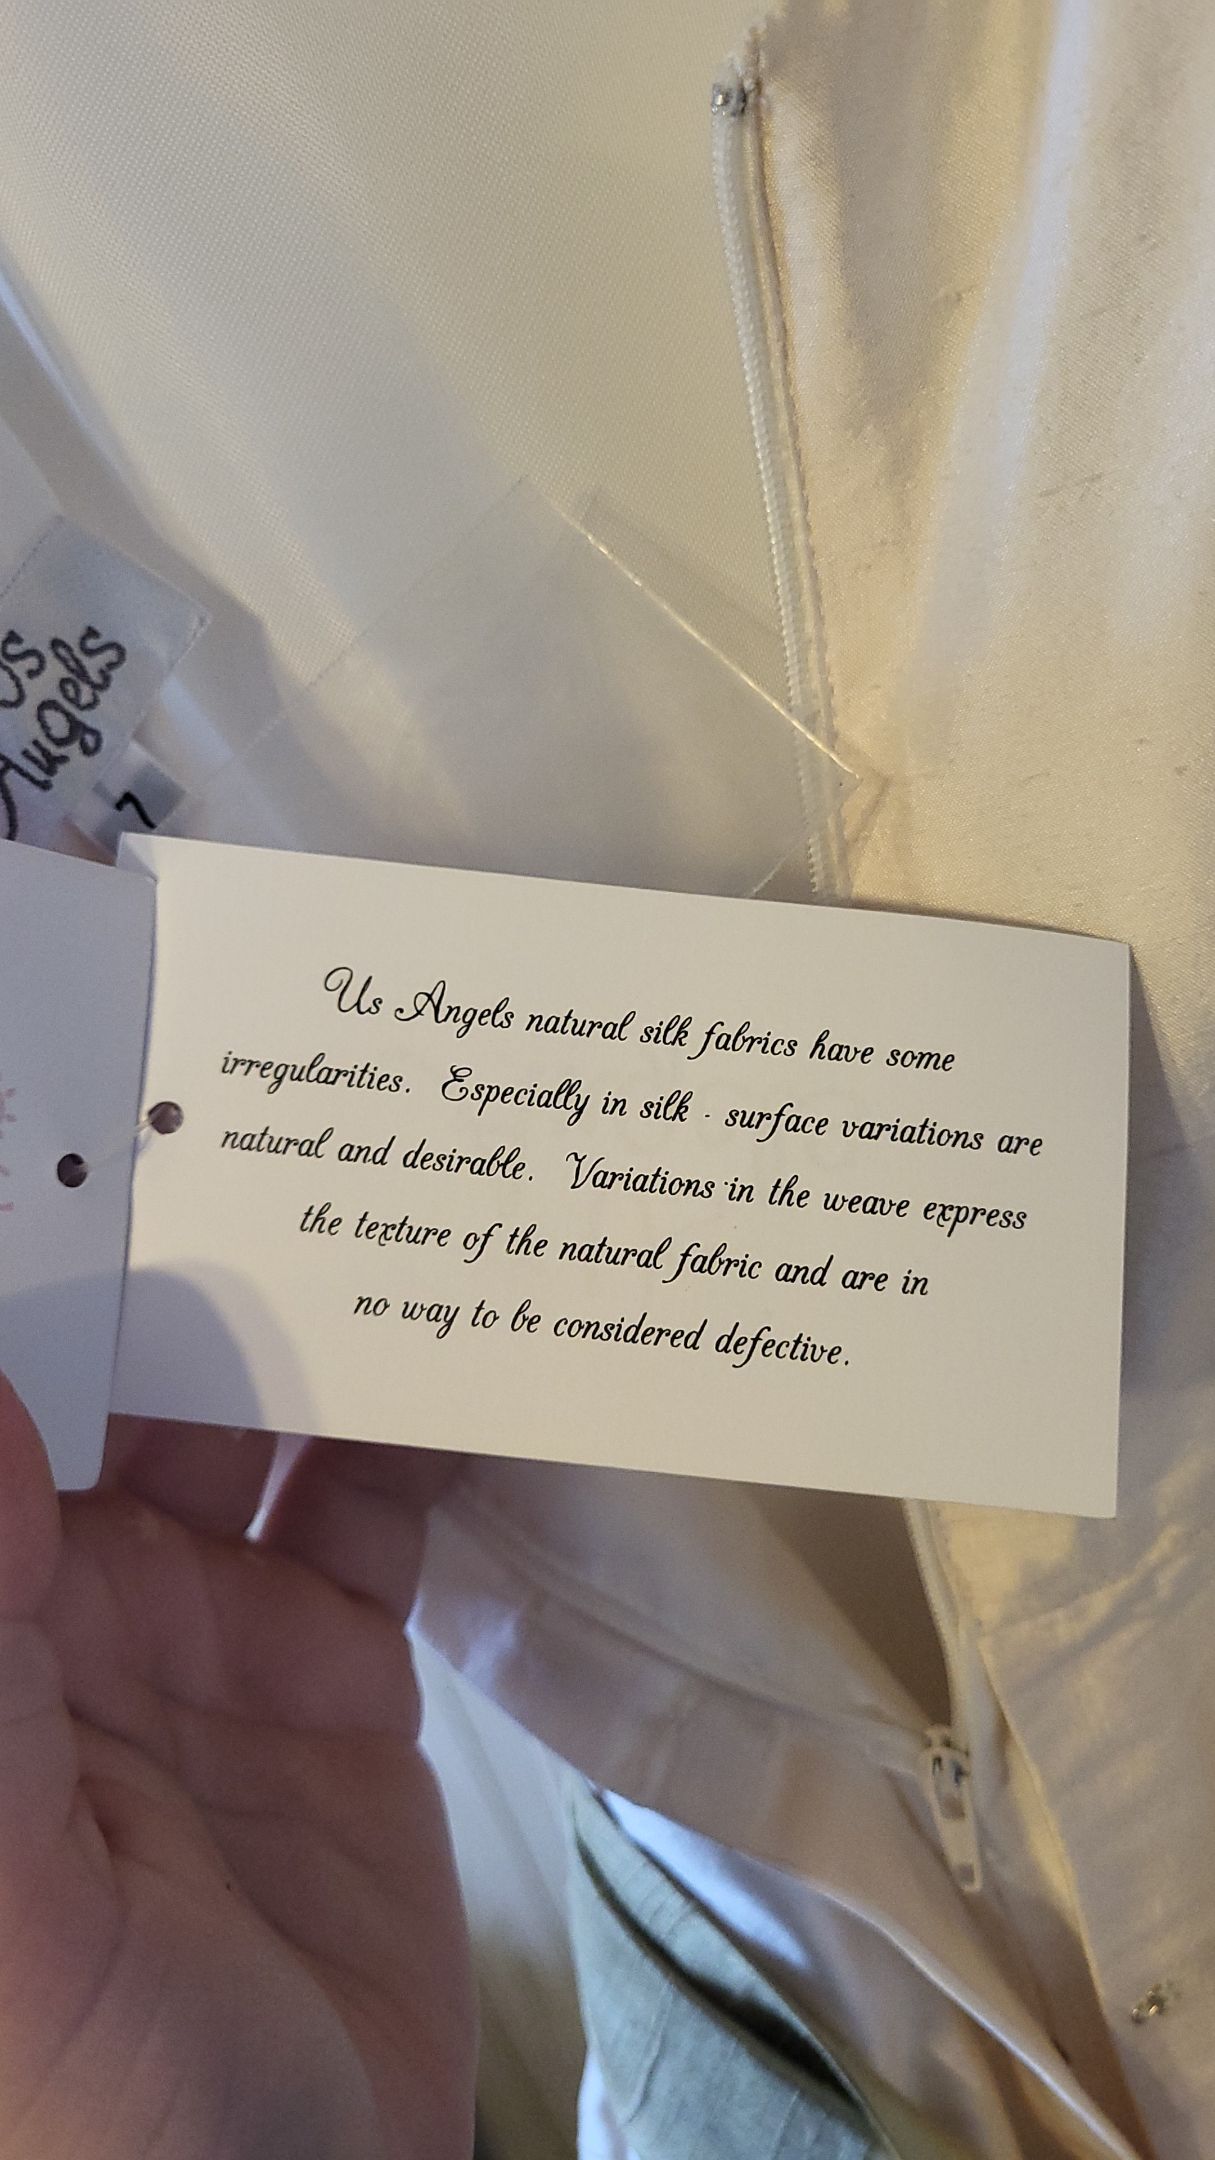 Us
Angels
7
Us Angels natural silk fabrics have some
irregularities. Especially in silk - surface variations are
natural and desirable. Variations in the weave express
the texture of the natural fabric and are in
no way to be considered defective.